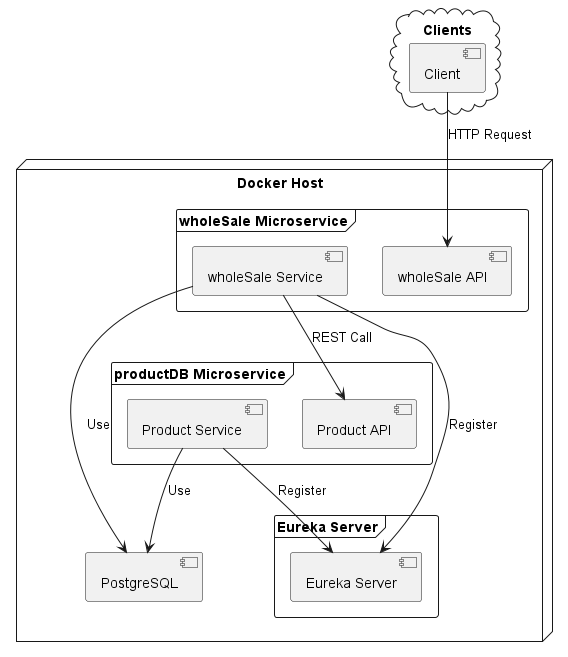 Clients
Client
HTTP Request
Docker Host
wholeSale Microservice
wholeSale Service
wholeSale API
REST Call
productDB Microservice
Product Service
Product API
Use
Register
Use
Register
Eureka Server
PostgreSQL
Eureka Server